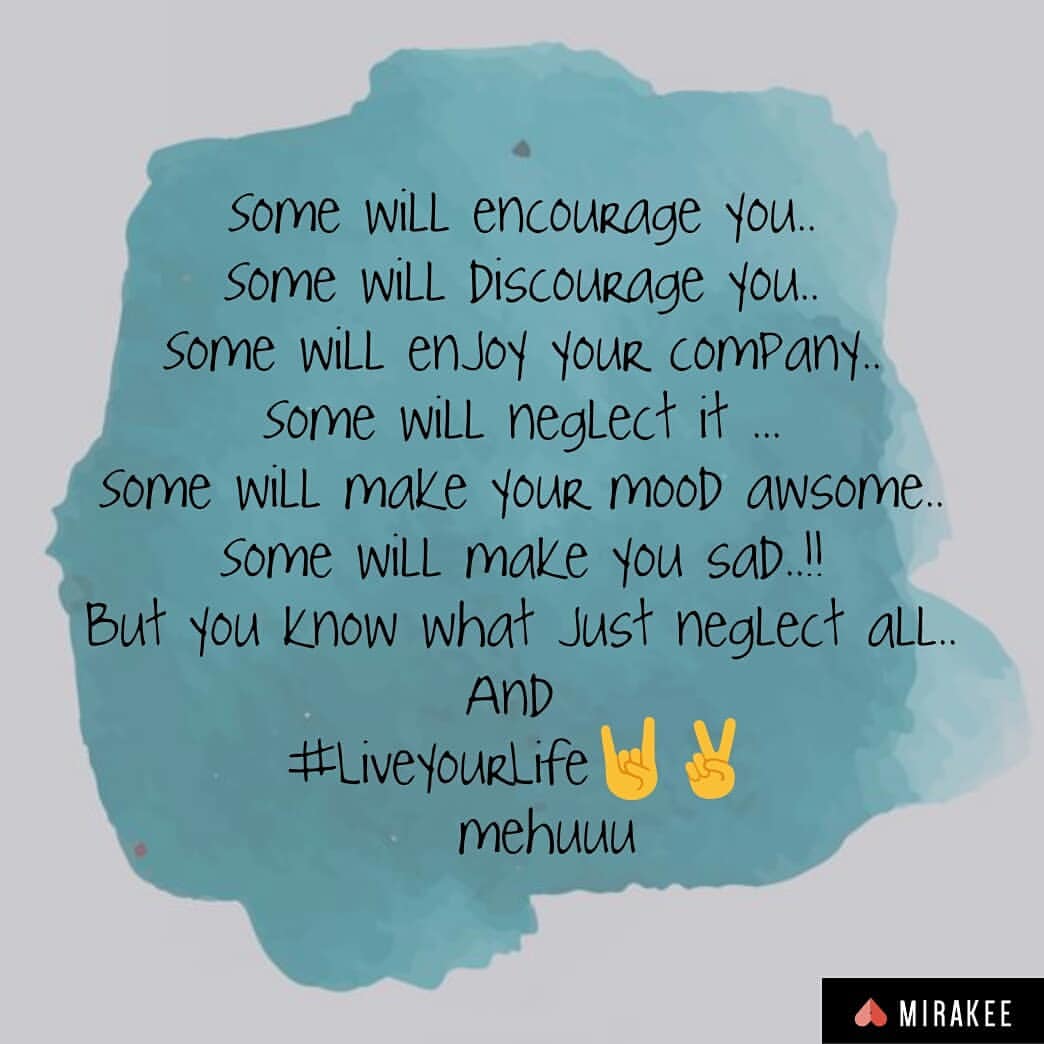 Some will encourage you..
Some will Discourage you..
Some will enjoy your company..
Some will neglect it ...
Some will make your mood awsome..
Some will make you sad..!!
But you know what just neglect all..
And
#Liveyourlife🤘✌
mehuuu
MIRAKEE